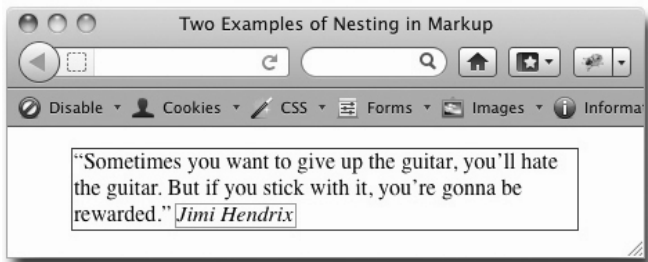 Two Examples of Nesting in Markup
Disable Cookies CSS Forms Images Informa
“Sometimes you want to give up the guitar, you’ll hate
the guitar. But if you stick with it, you’re gonna be
rewarded.” Jimi Hendrix